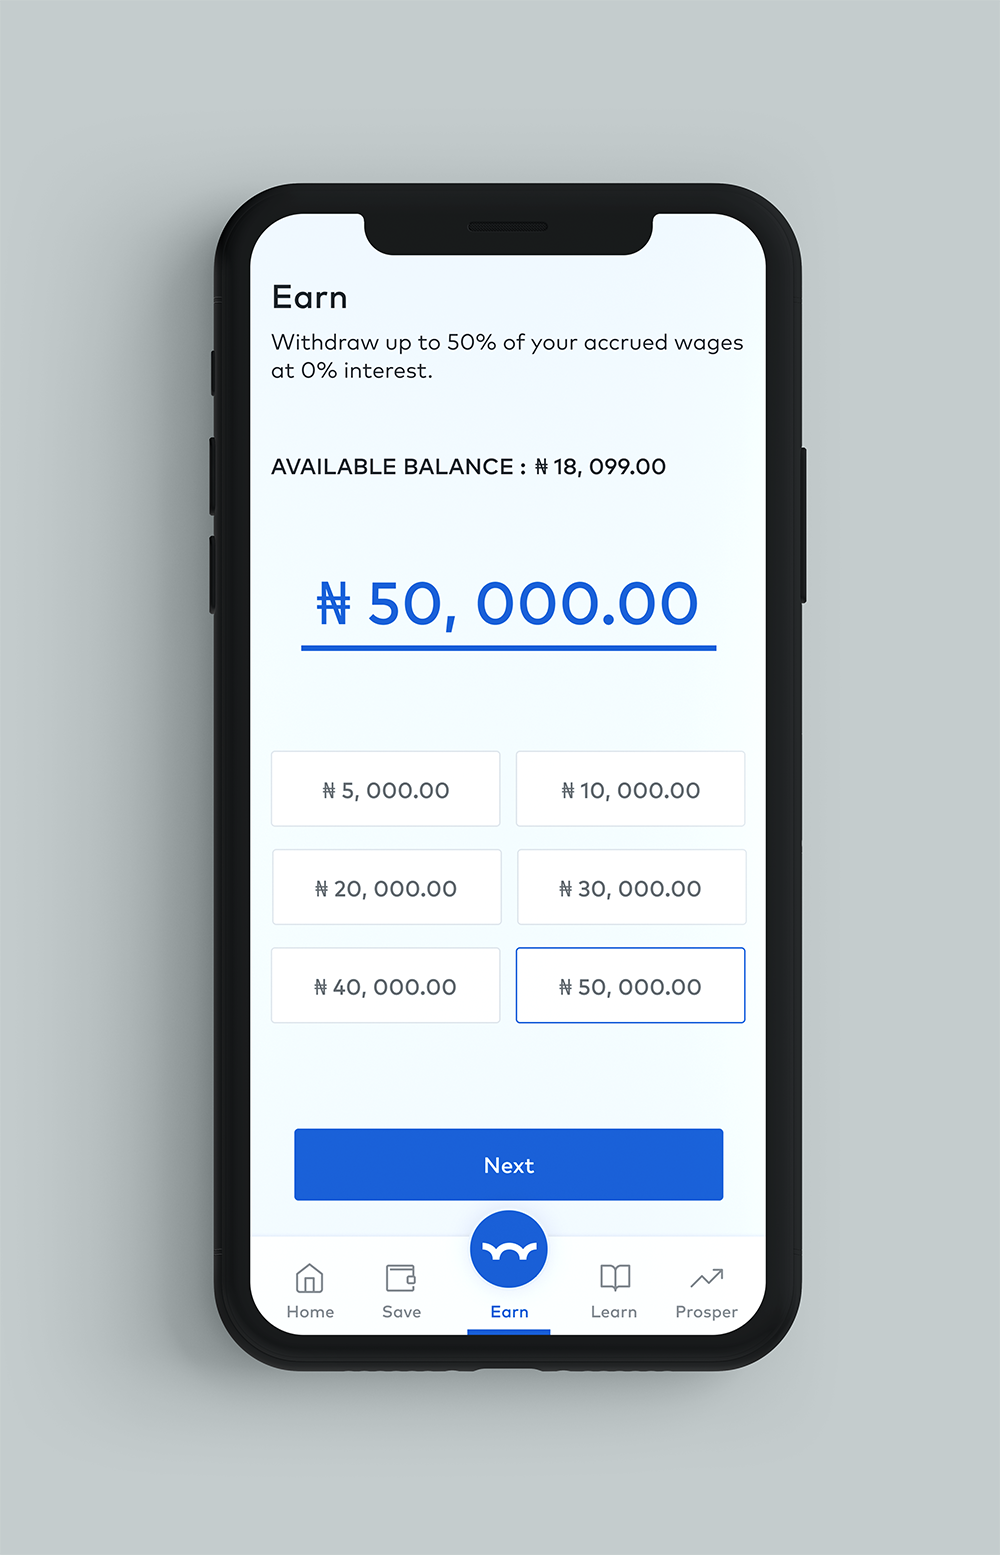 Earn
Withdraw up to 50% of your accrued wages
at 0% interest.
AVAILABLE BALANCE : ₦ 18, 099.00
₦ 50, 000.00
₦ 5, 000.00
₦ 10, 000.00
₦ 20, 000.00
₦ 30, 000.00
₦ 40, 000.00
₦ 50, 000.00
Next
Home
Save
Earn
Learn
Prosper